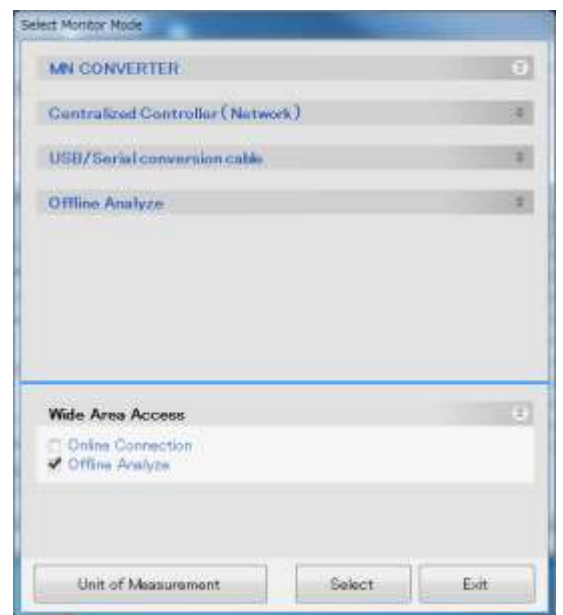 Select Monitor Mode
MN CONVERTER
Centralized Controller (Network)
USB/Serial conversion cable
Offline Analyze
Wide Area Access
Online Connection
Offline Analyze
Unit of Measurement
Select
Exit